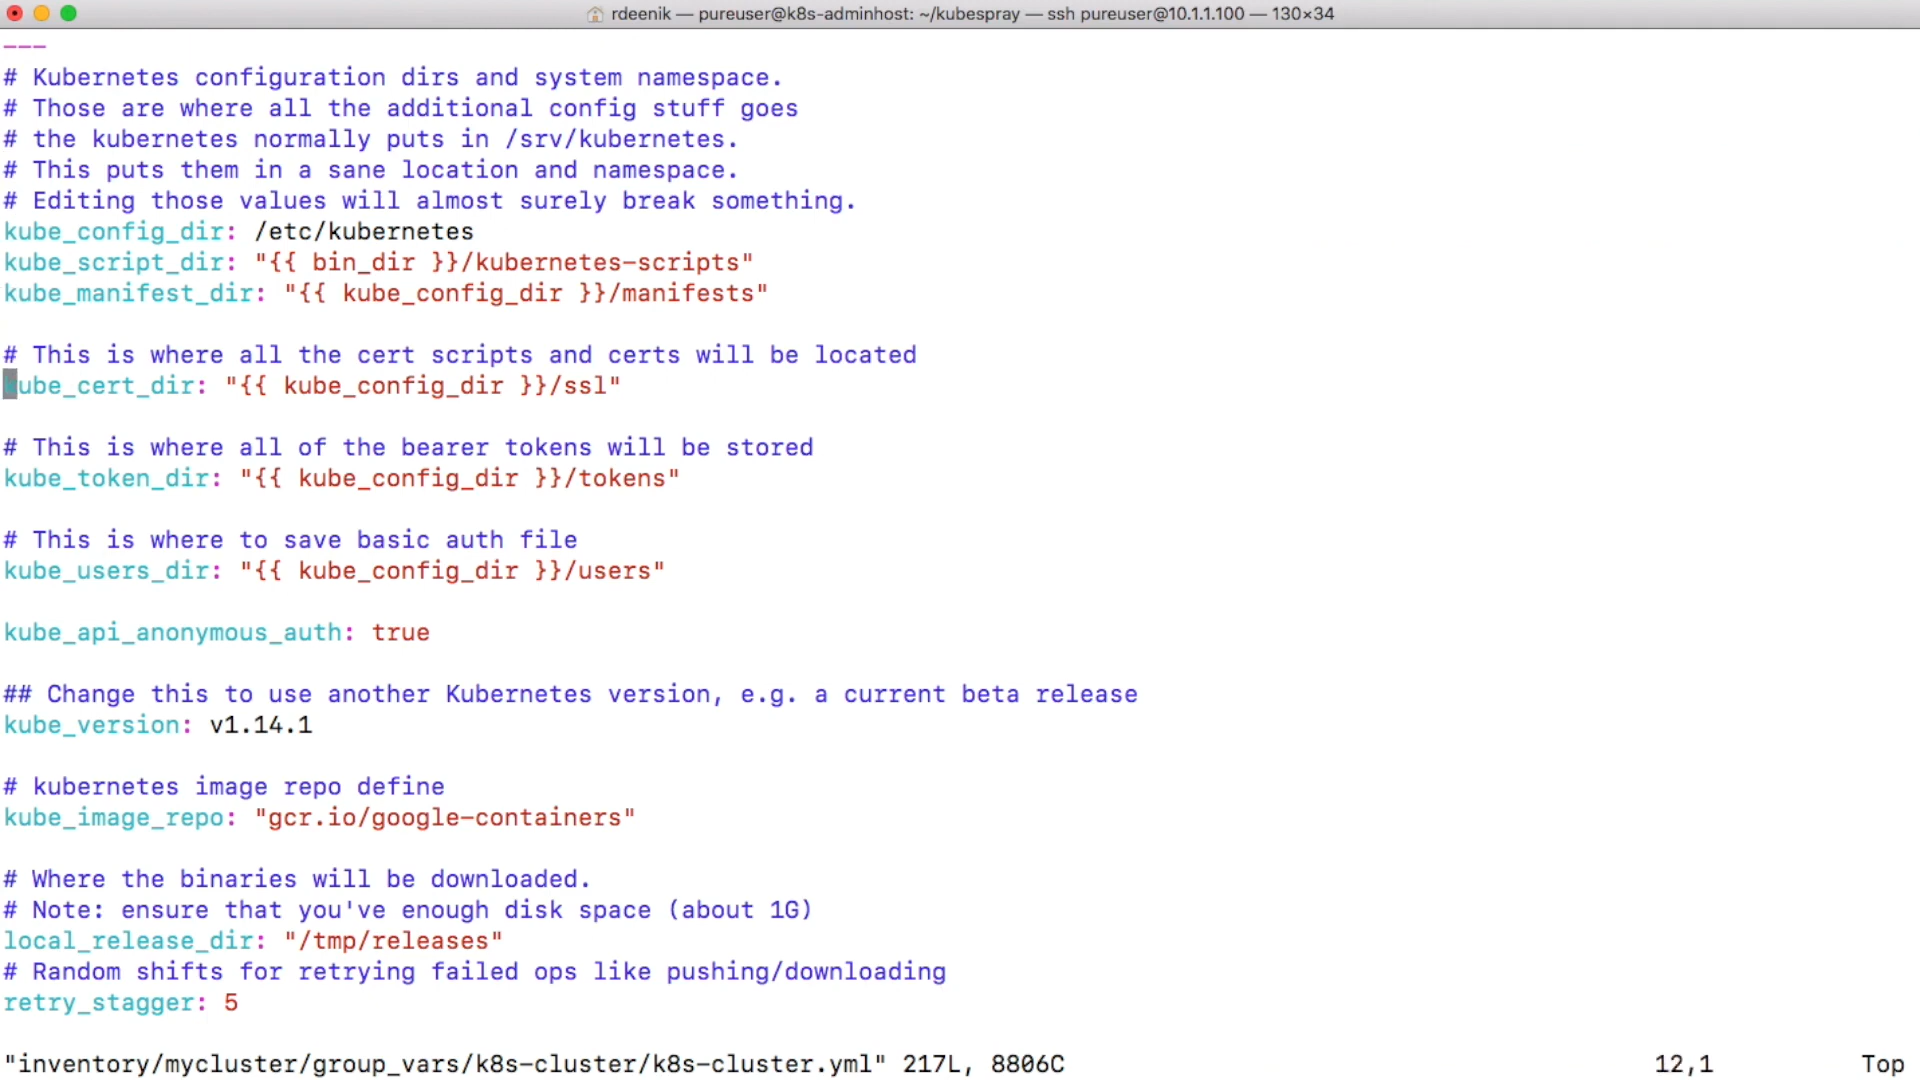 rdeenik — pureuser@k8s-adminhost: ~/kubespray — ssh pureuser@10.1.1.100 — 130×34
---
# Kubernetes configuration dirs and system namespace.
# Those are where all the additional config stuff goes
# the kubernetes normally puts in /srv/kubernetes.
# This puts them in a sane location and namespace.
# Editing those values will almost surely break something.
kube_config_dir: /etc/kubernetes
kube_script_dir: "{{ bin_dir }}/kubernetes-scripts"
kube_manifest_dir: "{{ kube_config_dir }}/manifests"
# This is where all the cert scripts and certs will be located
kube_cert_dir: "{{ kube_config_dir }}/ssl"
# This is where all of the bearer tokens will be stored
kube_token_dir: "{{ kube_config_dir }}/tokens"
# This is where to save basic auth file
kube_users_dir: "{{ kube_config_dir }}/users"
kube_api_anonymous_auth: true
## Change this to use another Kubernetes version, e.g. a current beta release
kube_version: v1.14.1
# kubernetes image repo define
kube_image_repo: "gcr.io/google-containers"
# Where the binaries will be downloaded.
# Note: ensure that you've enough disk space (about 1G)
local_release_dir: "/tmp/releases"
# Random shifts for retrying failed ops like pushing/downloading
retry_stagger: 5
"inventory/mycluster/group_vars/k8s-cluster/k8s-cluster.yml" 217L, 8806C 12,1 Top